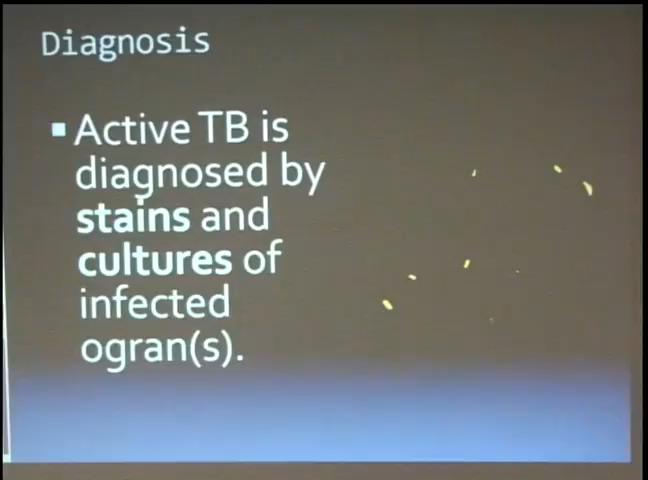 Diagnosis
▪ Active TB is
diagnosed by
stains and
cultures of
infected
ogran(s).